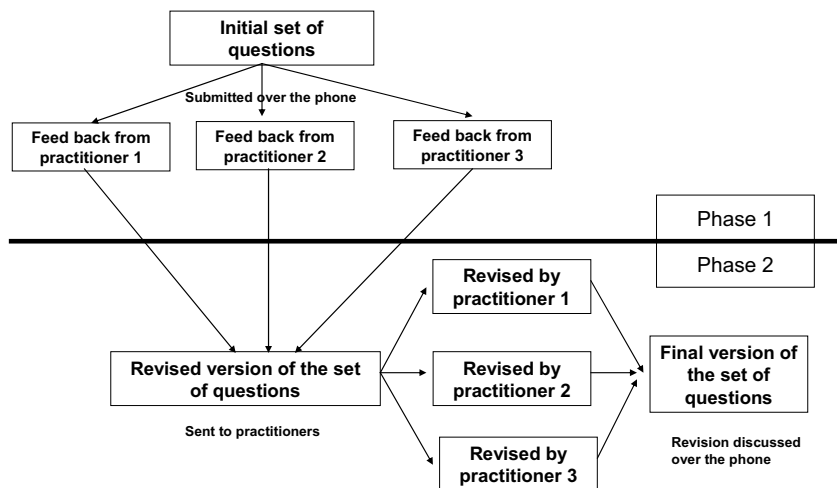 Initial set of
questions
Submitted over the phone
Feed back from
practitioner 1
Feed back from
practitioner 2
Feed back from
practitioner 3
Phase 1
Phase 2
Revised by
practitioner 1
Revised version of the set
of questions
Revised by
practitioner 2
Final version of
the set of
questions
Sent to practitioners
Revised by
practitioner 3
Revision discussed
over the phone